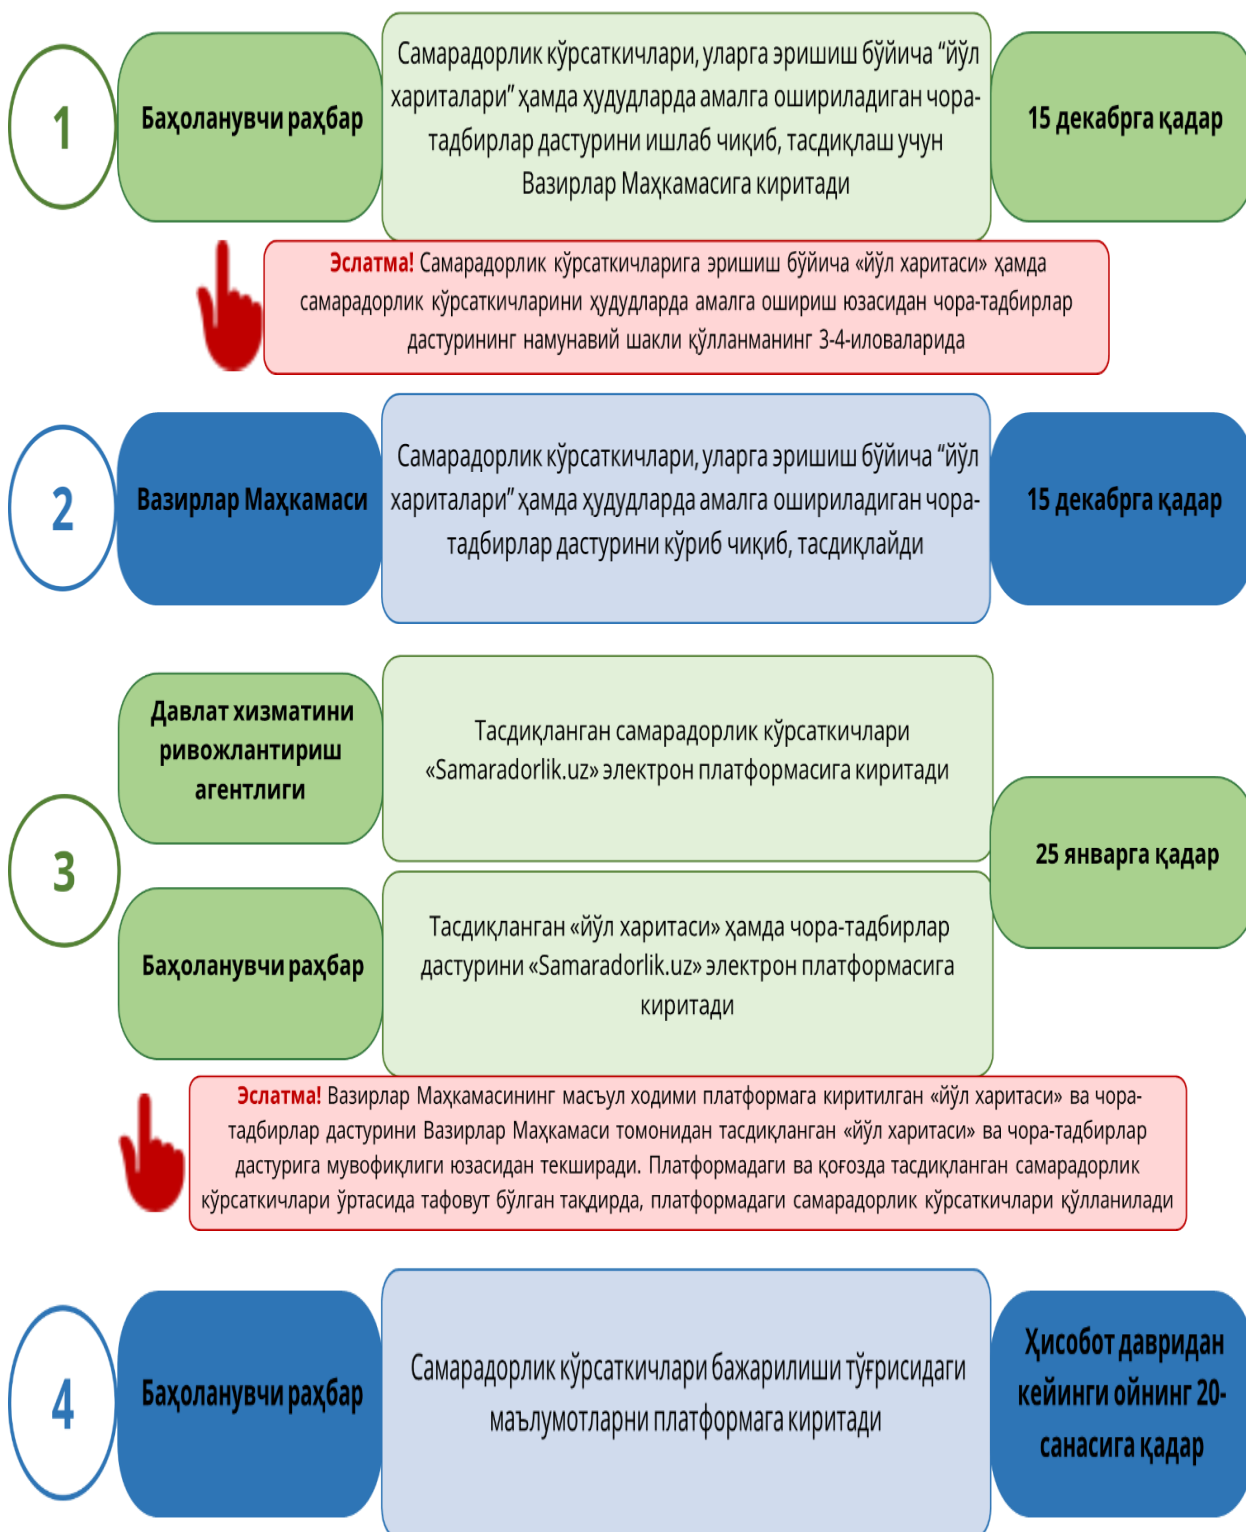 1
Баҳоланувчи раҳбар
Самарадорлик кўрсаткичлари, уларга эришиш бўйича “йўл
хариталари” ҳамда ҳудудларда амалга ошириладиган чора-
тадбирлар дастурини ишлаб чиқиб, тасдиқлаш учун
Вазирлар Маҳкамасига киритади
15 декабрга қадар
Эслатма! Самарадорлик кўрсаткичларига эришиш бўйича «йўл харитаси» ҳамда
самарадорлик кўрсаткичларини ҳудудларда амалга ошириш юзасидан чора-тадбирлар
дастурининг намунавий шакли қўлланманинг 3-4-иловаларида
2
Вазирлар Маҳкамаси
Самарадорлик кўрсаткичлари, уларга эришиш бўйича “йўл
хариталари” ҳамда ҳудудларда амалга ошириладиган чора-
тадбирлар дастурини кўриб чиқиб, тасдиқлайди
15 декабрга қадар
3
Давлат хизматини
ривожлантириш
агентлиги
Тасдиқланган самарадорлик кўрсаткичлари
«Samaradorlik.uz» электрон платформасига киритади
Баҳоланувчи раҳбар
Тасдиқланган «йўл харитаси» ҳамда чора-тадбирлар
дастурини «Samaradorlik.uz» электрон платформасига
киритади
25 январга қадар
Эслатма! Вазирлар Маҳкамасининг масъул ходими платформага киритилган «йўл харитаси» ва чора-
тадбирлар дастурини Вазирлар Маҳкамаси томонидан тасдиқланган «йўл харитаси» ва чора-тадбирлар
дастурига мувофиқлиги юзасидан текширади. Платформадаги ва қоғозда тасдиқланган самарадорлик
кўрсаткичлари ўртасида тафовут бўлган тақдирда, платформадаги самарадорлик кўрсаткичлари қўлланилади
4
Баҳоланувчи раҳбар
Самарадорлик кўрсаткичлари бажарилиши тўғрисидаги
маълумотларни платформага киритади
Ҳисобот давридан
кейинги ойнинг 20-
санасига қадар